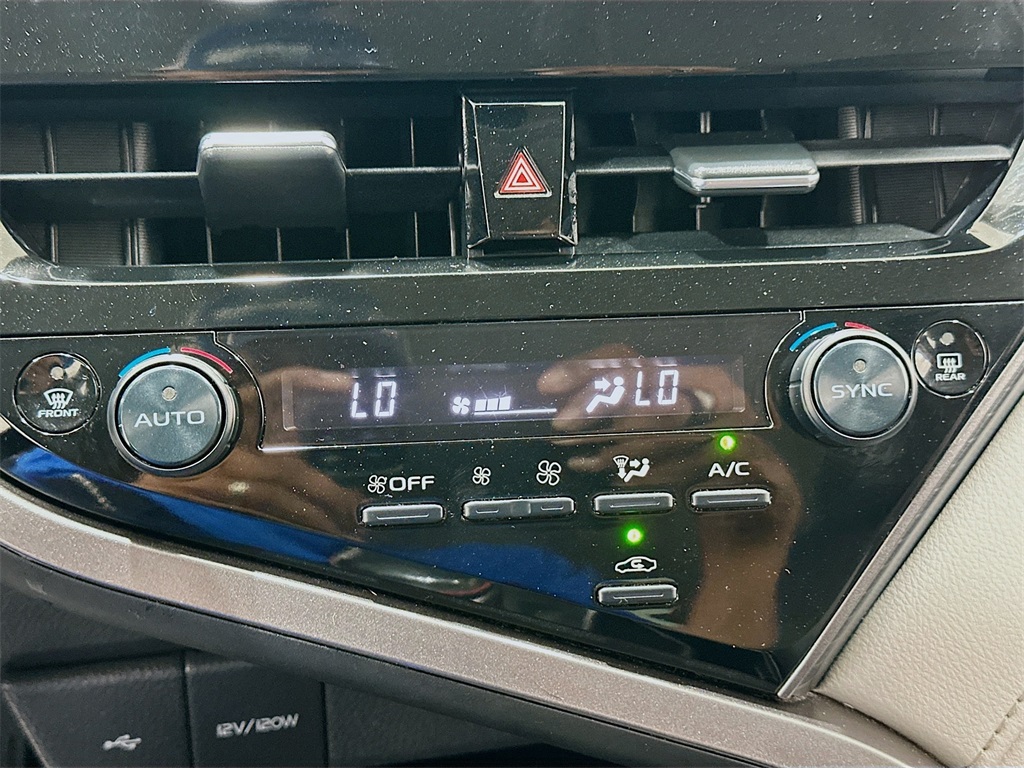 FRONT
AUTO
LO
LO
SYNC
REAR
OFF
A/C
12V/120W